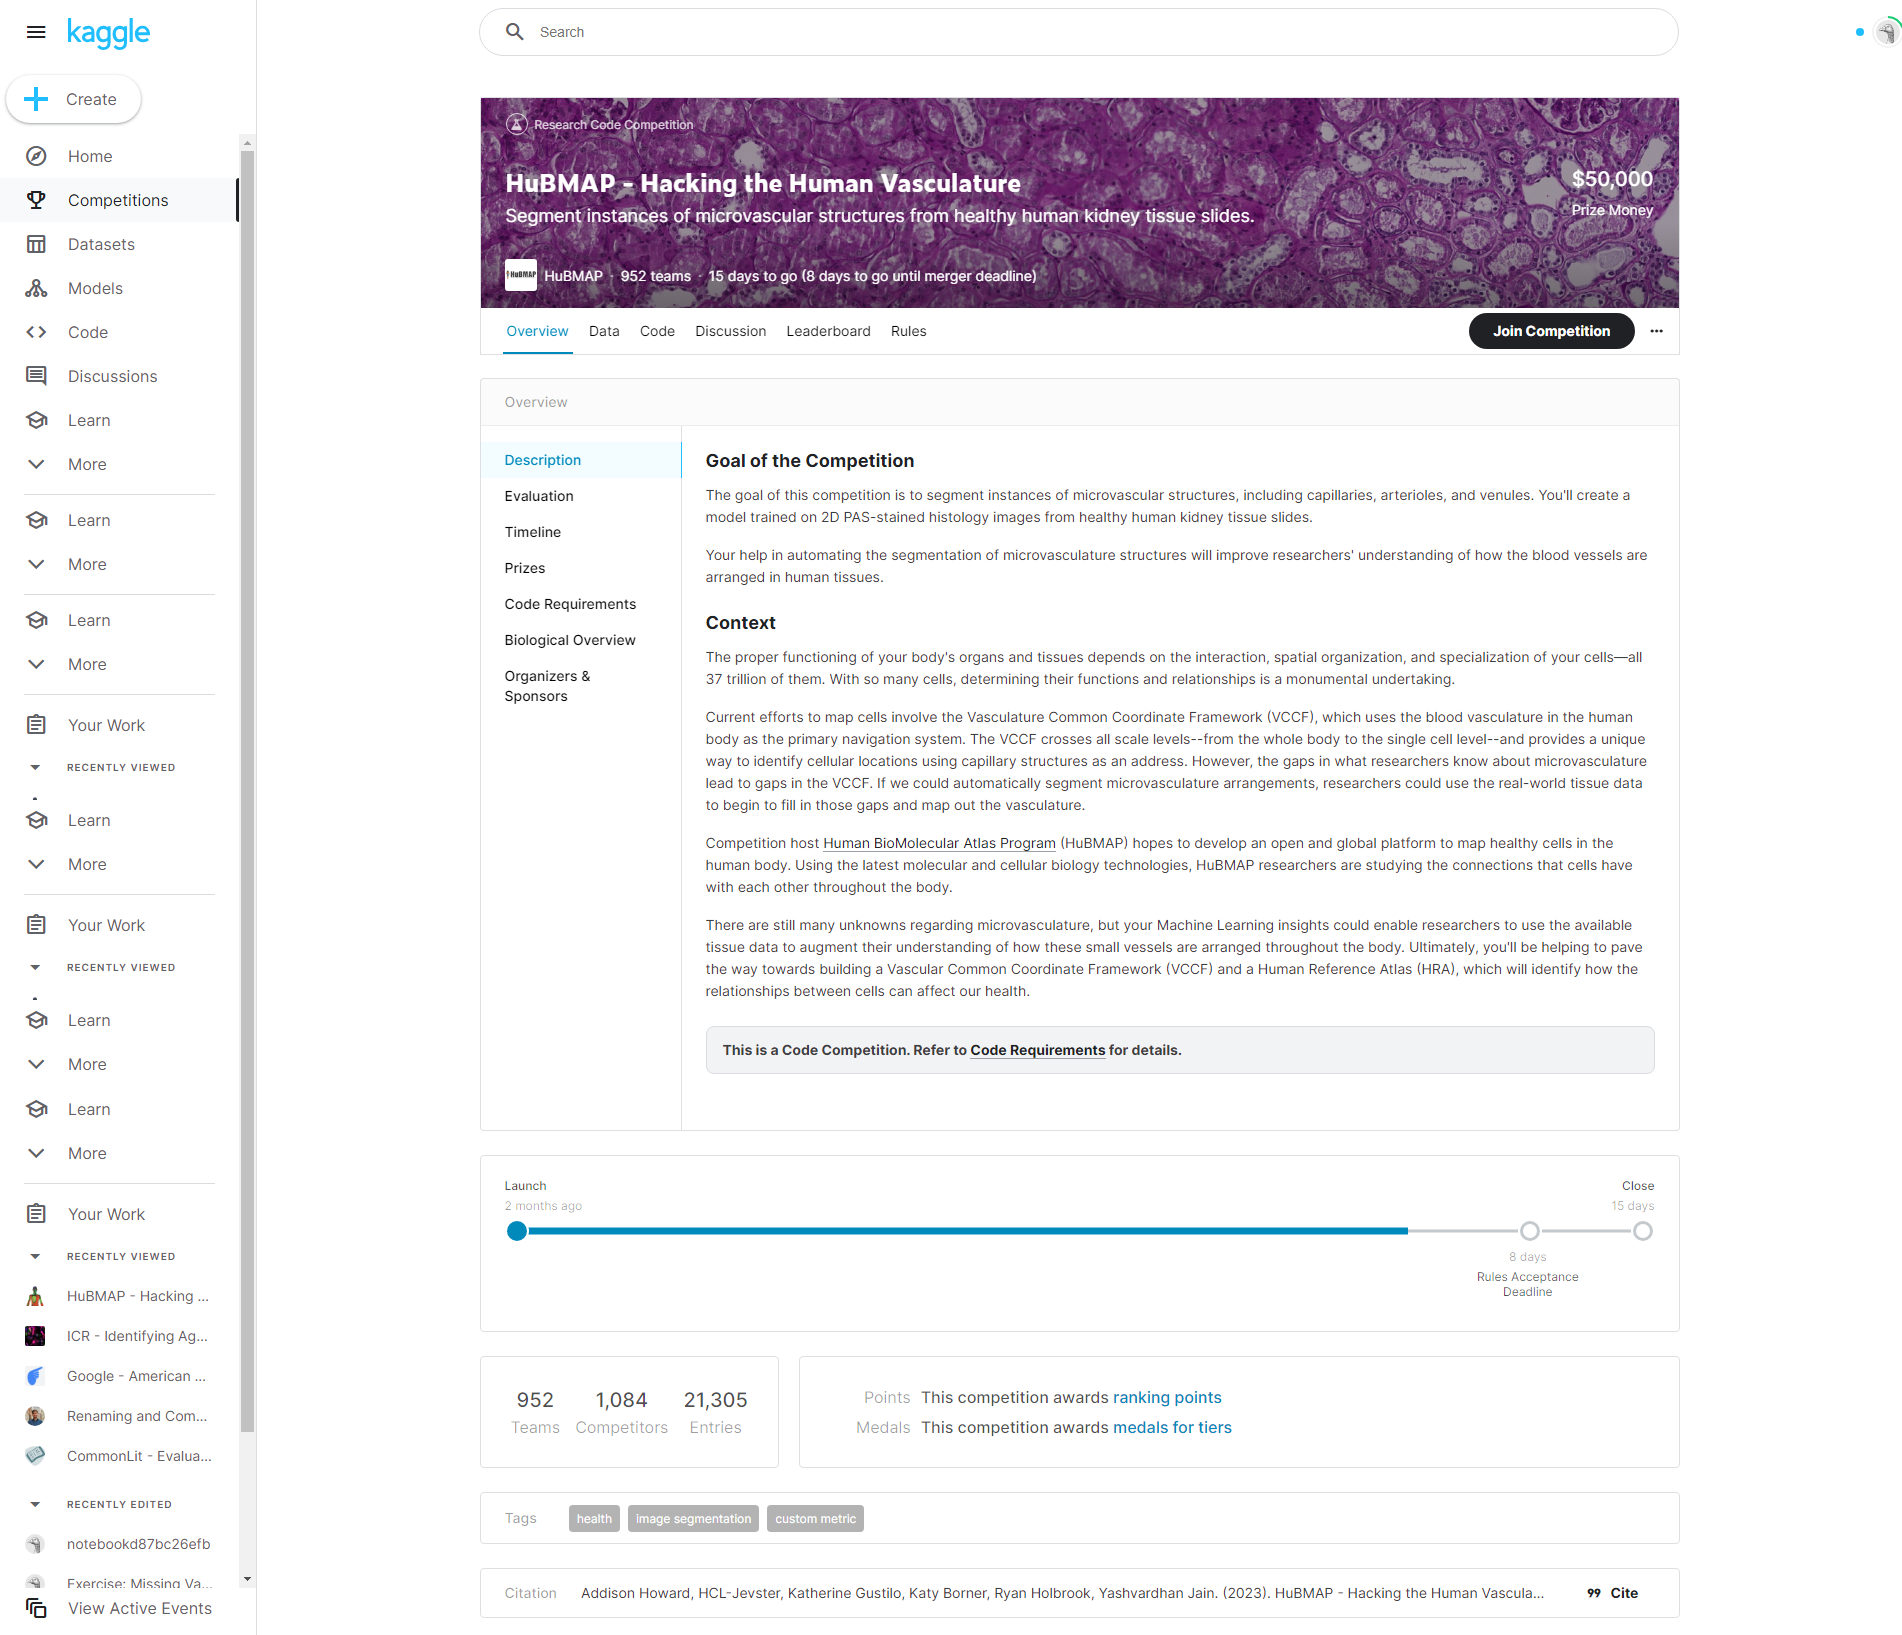 kaggle
Search
Create
Home
Competitions
Datasets
Models
Code
Discussions
Learn
More
Learn
More
Learn
More
Your Work
RECENTLY VIEWED
Learn
More
Your Work
RECENTLY VIEWED
Learn
More
Learn
More
Your Work
RECENTLY VIEWED
HuBMAP - Hacking ...
ICR - Identifying Ag...
Google - American ...
Renaming and Com...
CommonLit - Evalua...
RECENTLY EDITED
notebookd87bc26efb
Exercise: Missing Va...
View Active Events
Research Code Competition
HuBMAP - Hacking the Human Vasculature
Segment instances of microvascular structures from healthy human kidney tissue slides.
$50,000
Prize Money
HuBMAP
HuBMAP · 952 teams · 15 days to go (8 days to go until merger deadline)
Overview Data Code Discussion Leaderboard Rules
Join Competition
Overview
Description
Evaluation
Timeline
Prizes
Code Requirements
Biological Overview
Organizers &
Sponsors
Goal of the Competition
The goal of this competition is to segment instances of microvascular structures, including capillaries, arterioles, and venules. You'll create a
model trained on 2D PAS-stained histology images from healthy human kidney tissue slides.
Your help in automating the segmentation of microvasculature structures will improve researchers' understanding of how the blood vessels are
arranged in human tissues.
Context
The proper functioning of your body's organs and tissues depends on the interaction, spatial organization, and specialization of your cells—all
37 trillion of them. With so many cells, determining their functions and relationships is a monumental undertaking.
Current efforts to map cells involve the Vasculature Common Coordinate Framework (VCCF), which uses the blood vasculature in the human
body as the primary navigation system. The VCCF crosses all scale levels--from the whole body to the single cell level--and provides a unique
way to identify cellular locations using capillary structures as an address. However, the gaps in what researchers know about microvasculature
lead to gaps in the VCCF. If we could automatically segment microvasculature arrangements, researchers could use the real-world tissue data
to begin to fill in those gaps and map out the vasculature.
Competition host Human BioMolecular Atlas Program (HuBMAP) hopes to develop an open and global platform to map healthy cells in the
human body. Using the latest molecular and cellular biology technologies, HuBMAP researchers are studying the connections that cells have
with each other throughout the body.
There are still many unknowns regarding microvasculature, but your Machine Learning insights could enable researchers to use the available
tissue data to augment their understanding of how these small vessels are arranged throughout the body. Ultimately, you'll be helping to pave
the way towards building a Vascular Common Coordinate Framework (VCCF) and a Human Reference Atlas (HRA), which will identify how the
relationships between cells can affect our health.
This is a Code Competition. Refer to Code Requirements for details.
Launch
2 months ago
Close
15 days
8 days
Rules Acceptance
Deadline
952 1,084 21,305
Teams Competitors Entries
Points This competition awards ranking points
Medals This competition awards medals for tiers
Tags health image segmentation custom metric
Citation Addison Howard, HCL-Jevster, Katherine Gustilo, Katy Borner, Ryan Holbrook, Yashvardhan Jain. (2023). HuBMAP - Hacking the Human Vascula... Cite